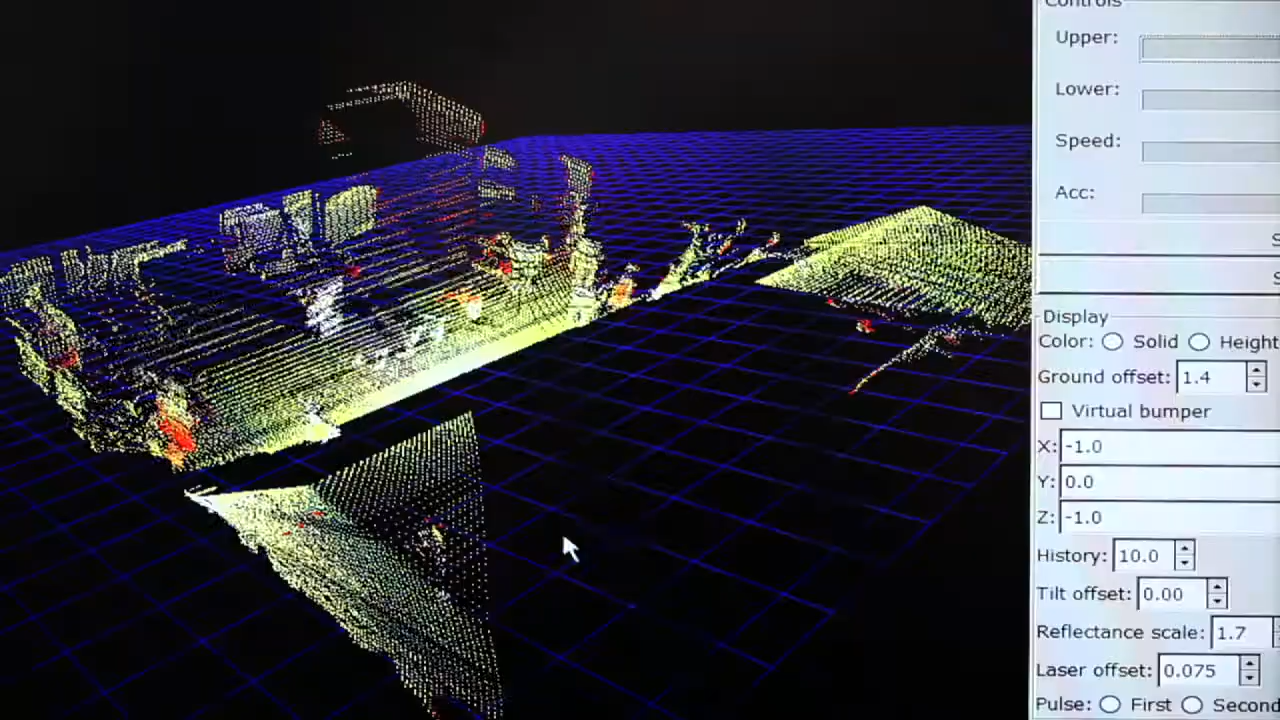 Controls
Upper:
Lower:
Speed:
Acc:
S
S
Display
Color: Solid Height
Ground offset: 1.4
Virtual bumper
X: -1.0
Y: 0.0
Z: -1.0
History: 10.0
Tilt offset: 0.00
Reflectance scale: 1.7
Laser offset: 0.075
Pulse: First Second